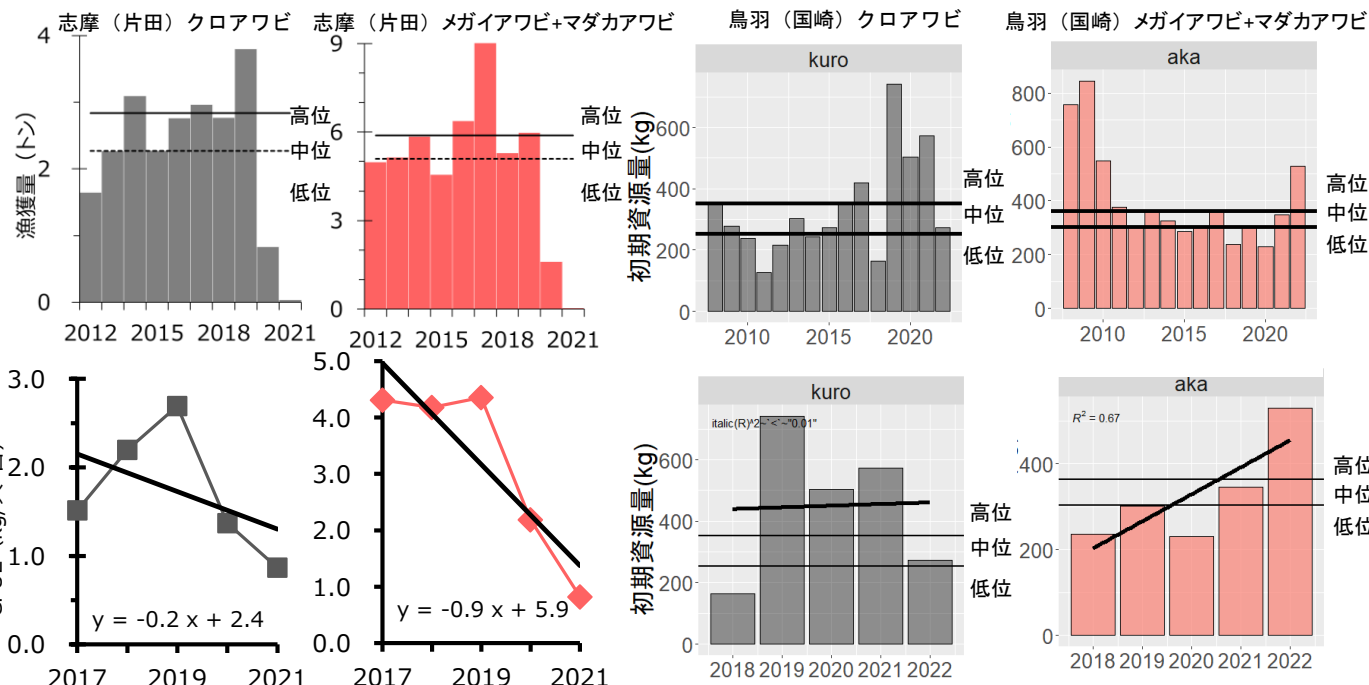 志摩（片田）クロアワビ
志摩（片田）メガイアワビ+マダカアワビ
鳥羽（国崎）クロアワビ
鳥羽（国崎）メガイアワビ+マダカアワビ
漁獲量（トン）
4
2
0
高位
中位
低位
2012 2015 2018 2021
9
6
3
0
高位
中位
低位
2012 2015 2018 2021
kuro
初期資源量(kg)
600
400
200
0
高位
中位
低位
2010 2015 2020
aka
800
600
400
200
0
高位
中位
低位
2010 2015 2020
3.0
2.0
1.0
0.0
y = -0.2 x + 2.4
2017 2019 2021
5.0
4.0
3.0
2.0
1.0
0.0
y = -0.9 x + 5.9
2017 2019 2021
kuro
italic(R)^2~`<`~"0.01"
初期資源量(kg)
600
400
200
0
高位
中位
低位
2018 2019 2020 2021 2022
aka
R² = 0.67
400
200
0
高位
中位
低位
2018 2019 2020 2021 2022